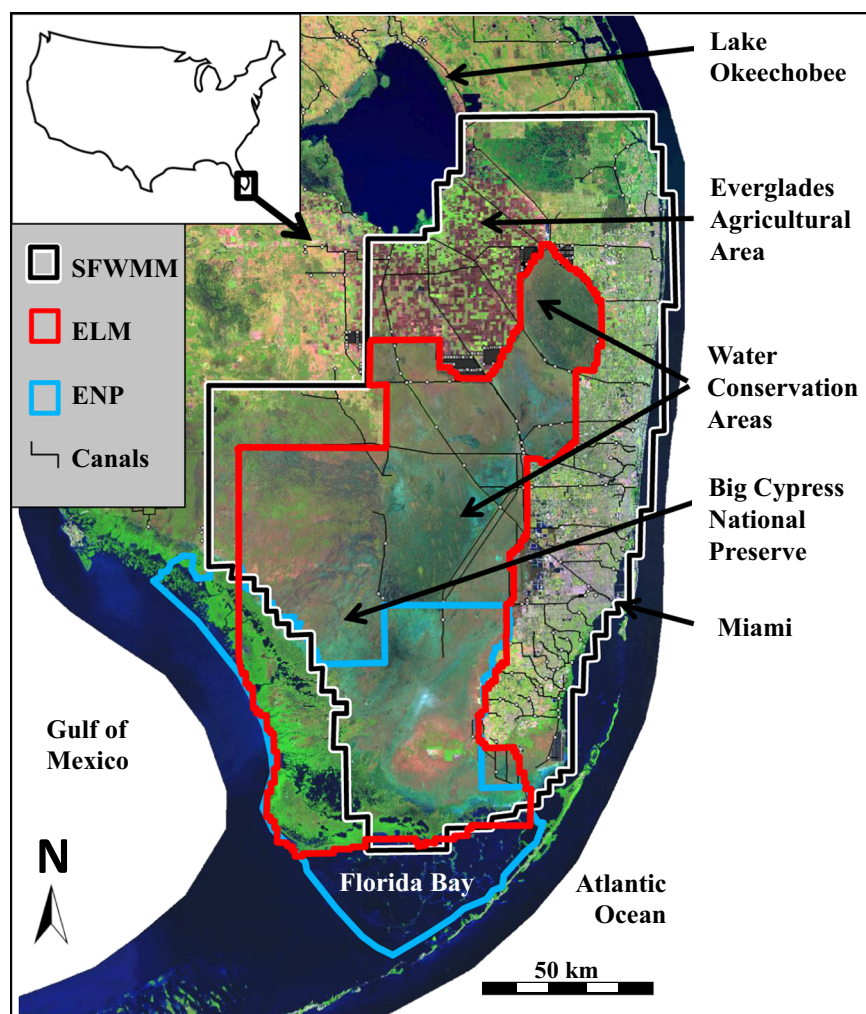 Lake
Okeechobee
Everglades
Agricultural
Area
SFWMM
ELM
ENP
Canals
Water
Conservation
Areas
Big Cypress
National
Preserve
Miami
Gulf of
Mexico
N
Florida Bay
Atlantic
Ocean
50 km